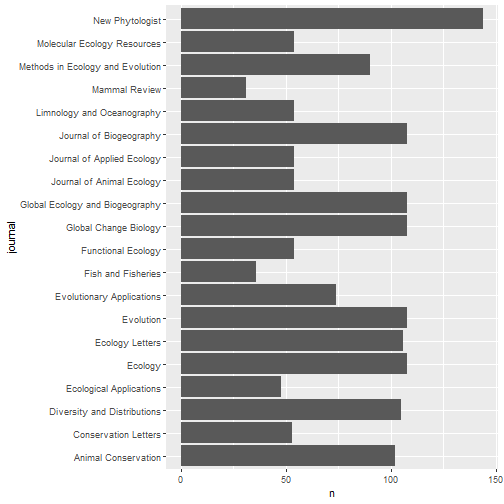 New Phytologist
Molecular Ecology Resources
Methods in Ecology and Evolution
Mammal Review
Limnology and Oceanography
Journal of Biogeography
Journal of Applied Ecology
Journal of Animal Ecology
Global Ecology and Biogeography
Global Change Biology
Functional Ecology
Fish and Fisheries
Evolutionary Applications
Evolution
Ecology Letters
Ecology
Ecological Applications
Diversity and Distributions
Conservation Letters
Animal Conservation
journal
0 50 100 150
n